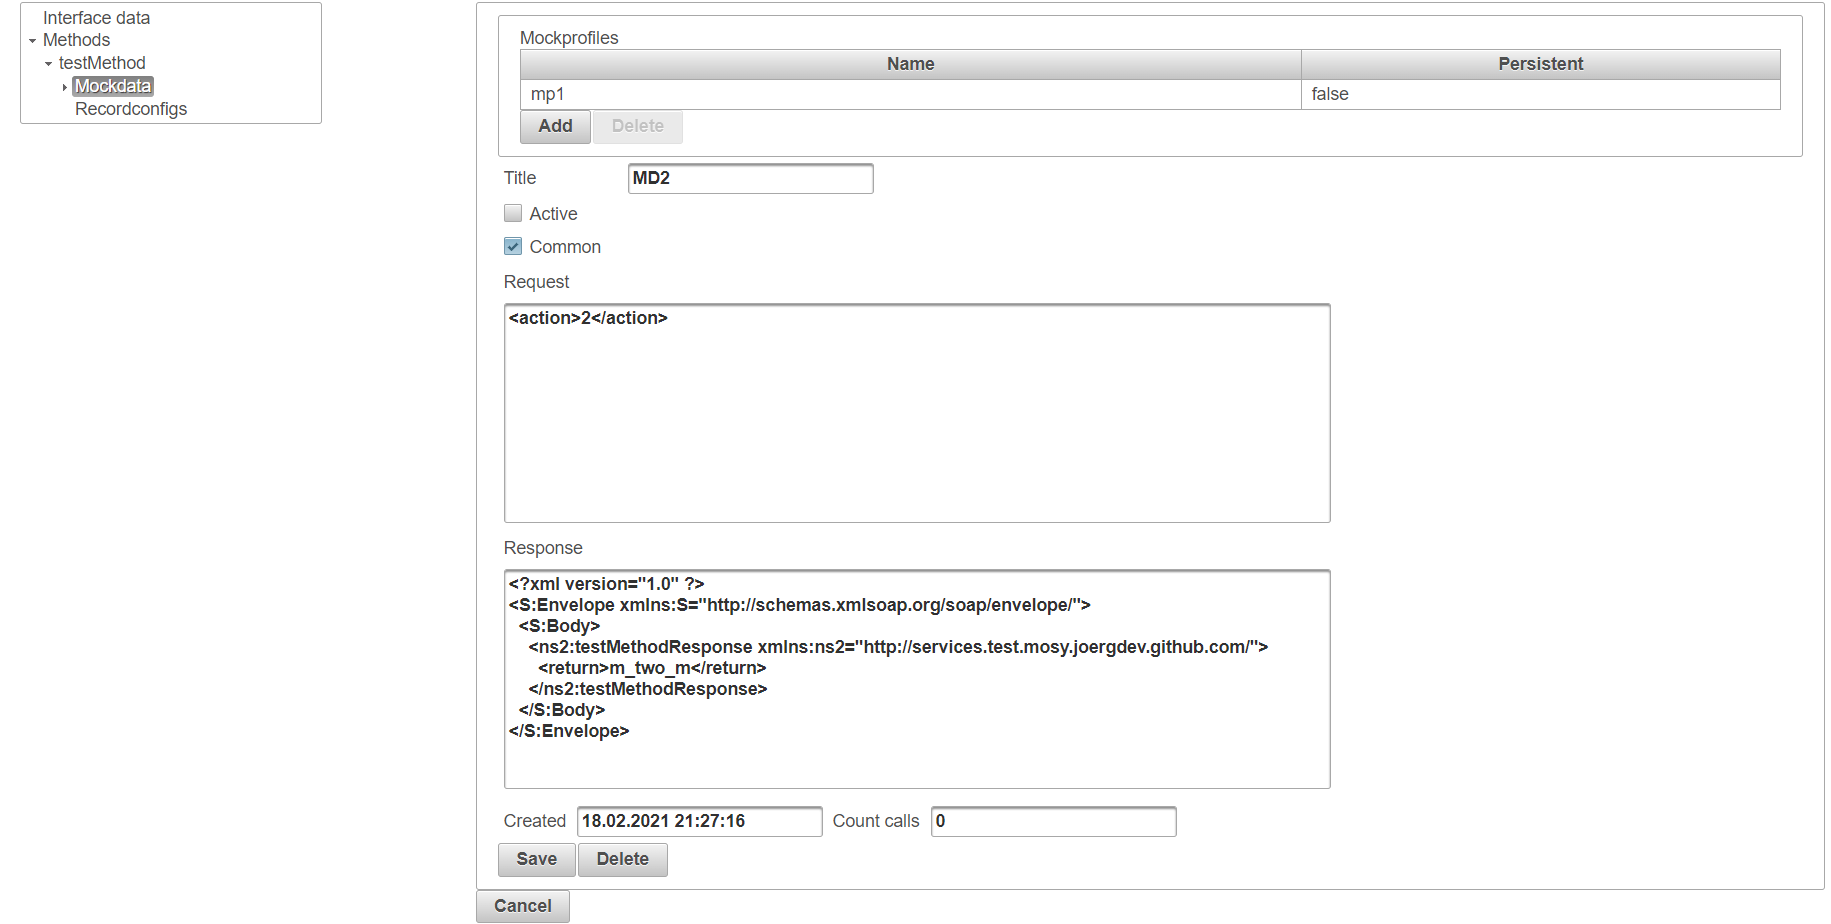 Interface data
Methods
testMethod
Mockdata
Recordconfigs
Mockprofiles
Name Persistent
mp1 false
Add Delete
Title MD2
Active
Common
Request
<action>2</action>
Response
<?xml version="1.0" ?>
<S:Envelope xmlns:S="http://schemas.xmlsoap.org/soap/envelope/">
  <S:Body>
    <ns2:testMethodResponse xmlns:ns2="http://services.test.mosy.joergdev.github.com/">
      <return>m_two_m</return>
    </ns2:testMethodResponse>
  </S:Body>
</S:Envelope>
Created 18.02.2021 21:27:16 Count calls 0
Save Delete
Cancel